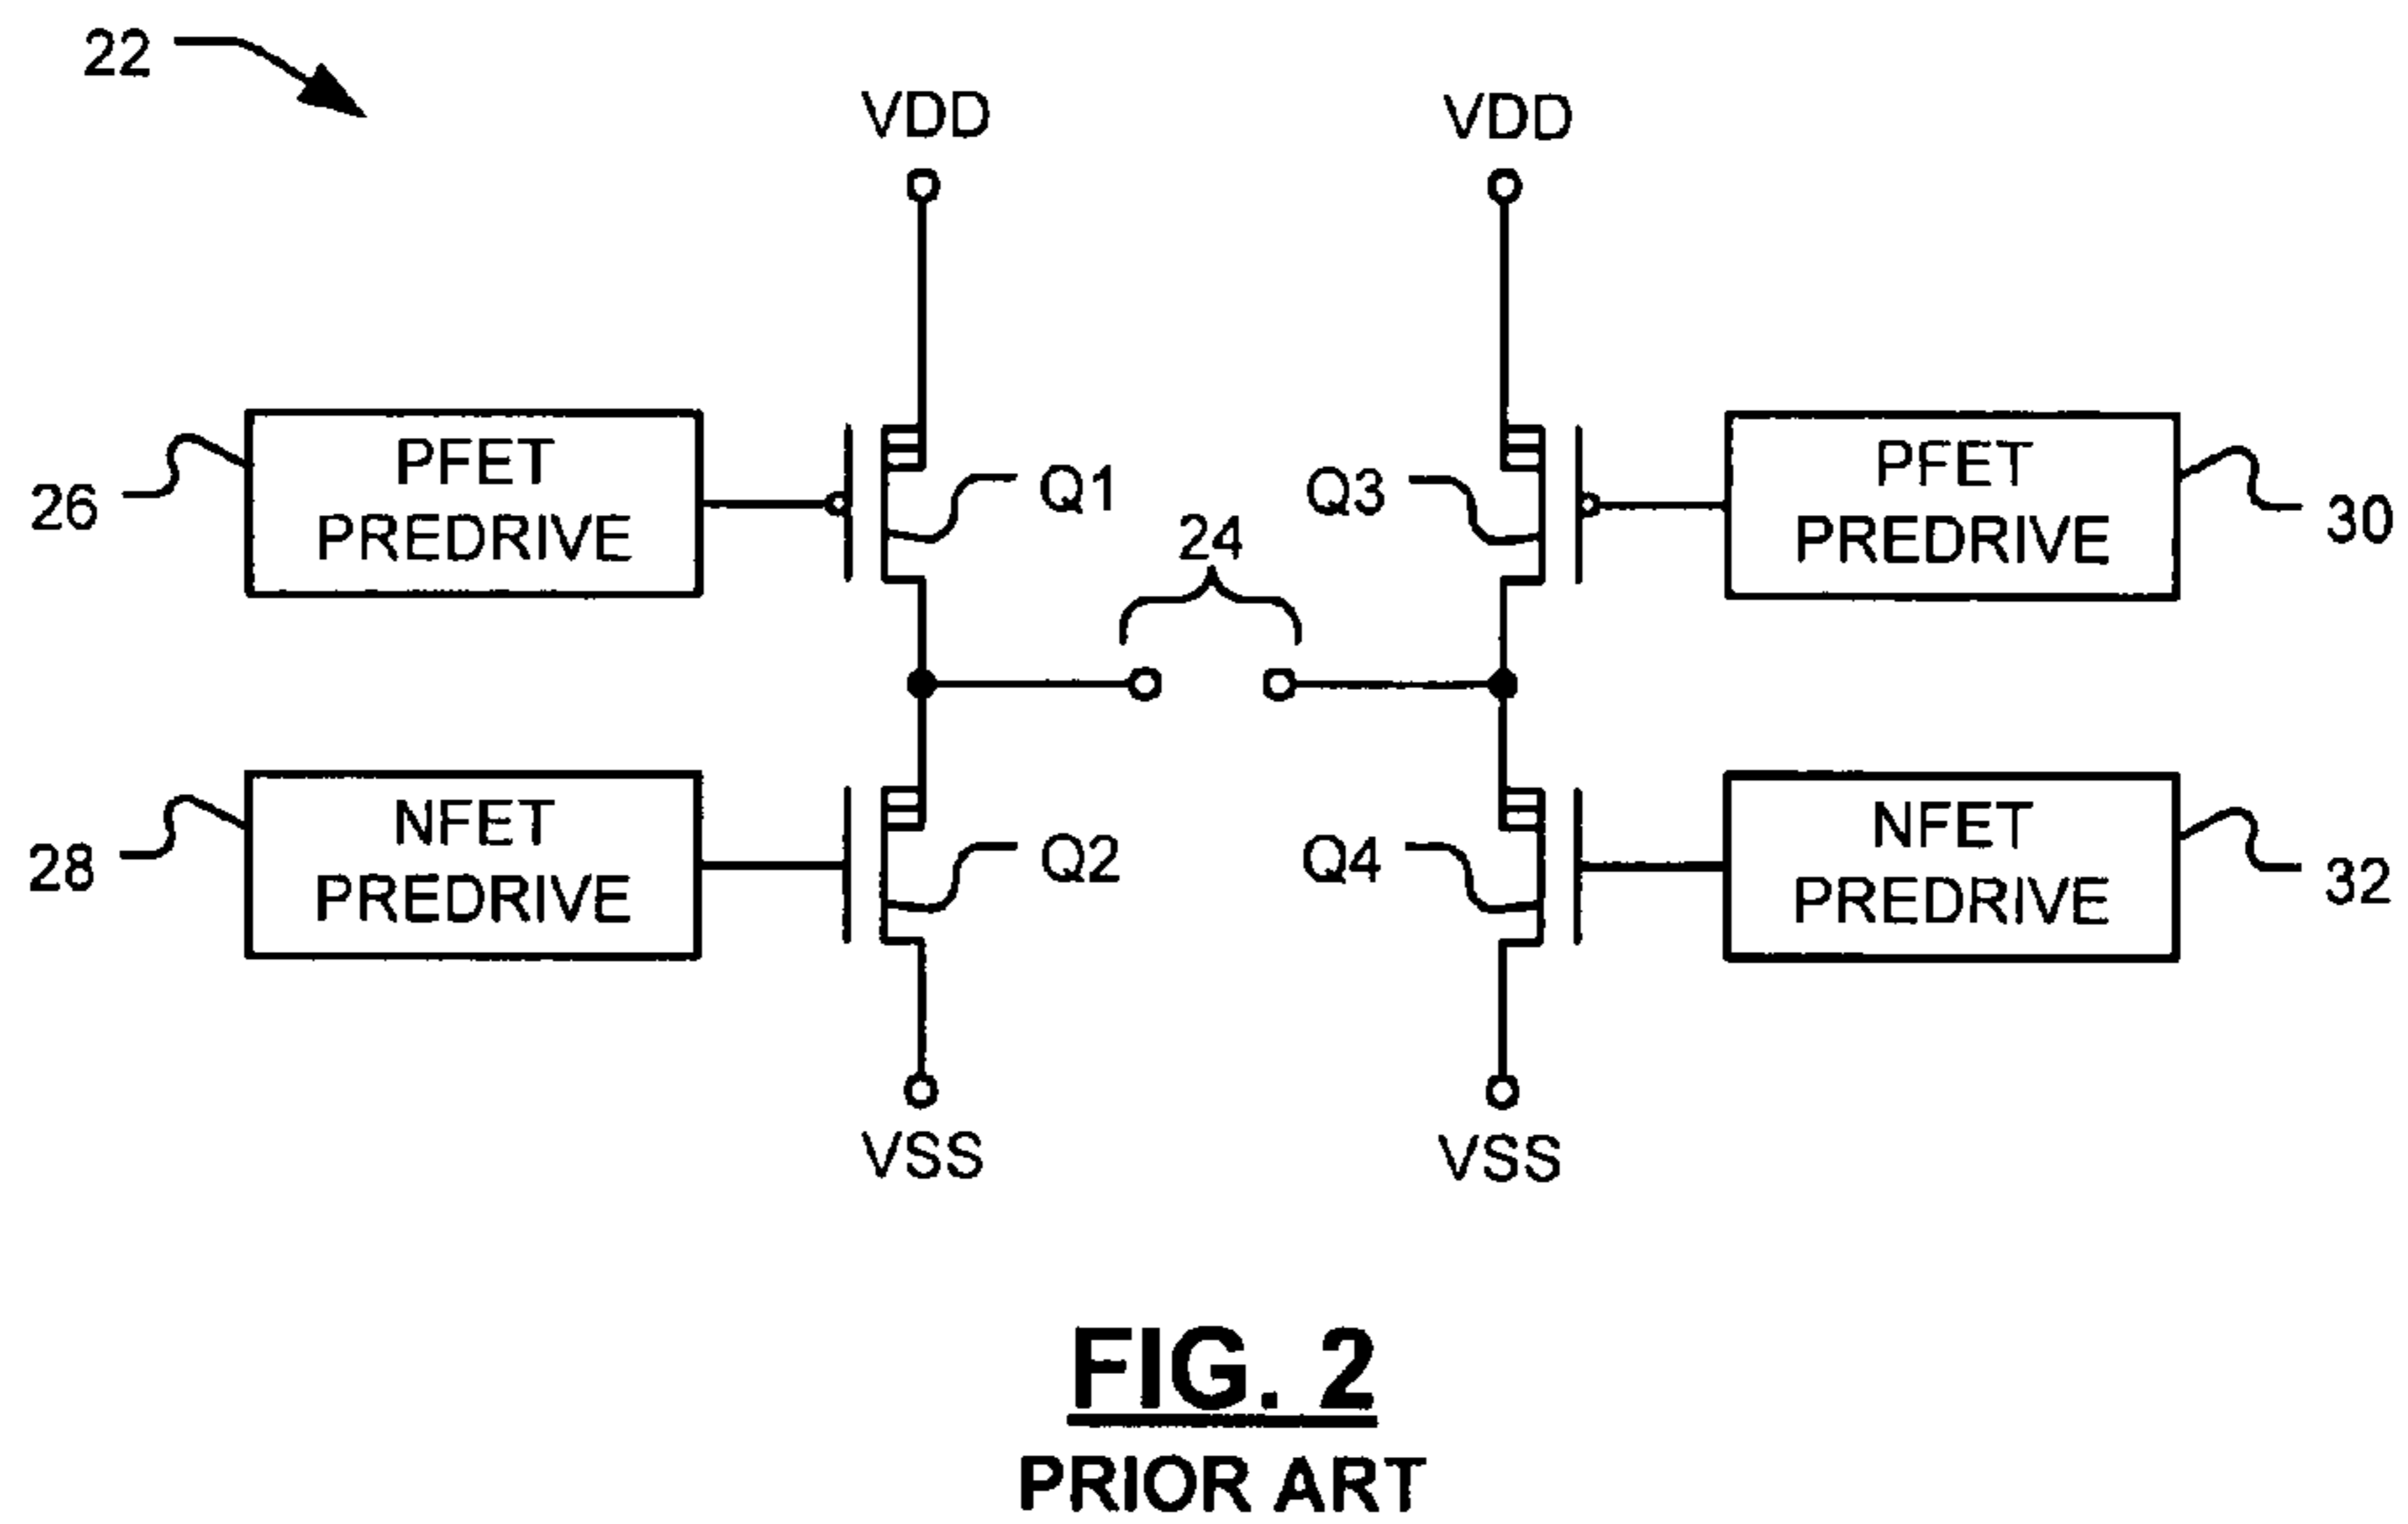 22
VDD
VDD
PFET
PREDRIVE
26
Q1
Q3
24
PFET
PREDRIVE
30
NFET
PREDRIVE
28
Q2
Q4
NFET
PREDRIVE
32
VSS
VSS
FIG. 2
PRIOR ART